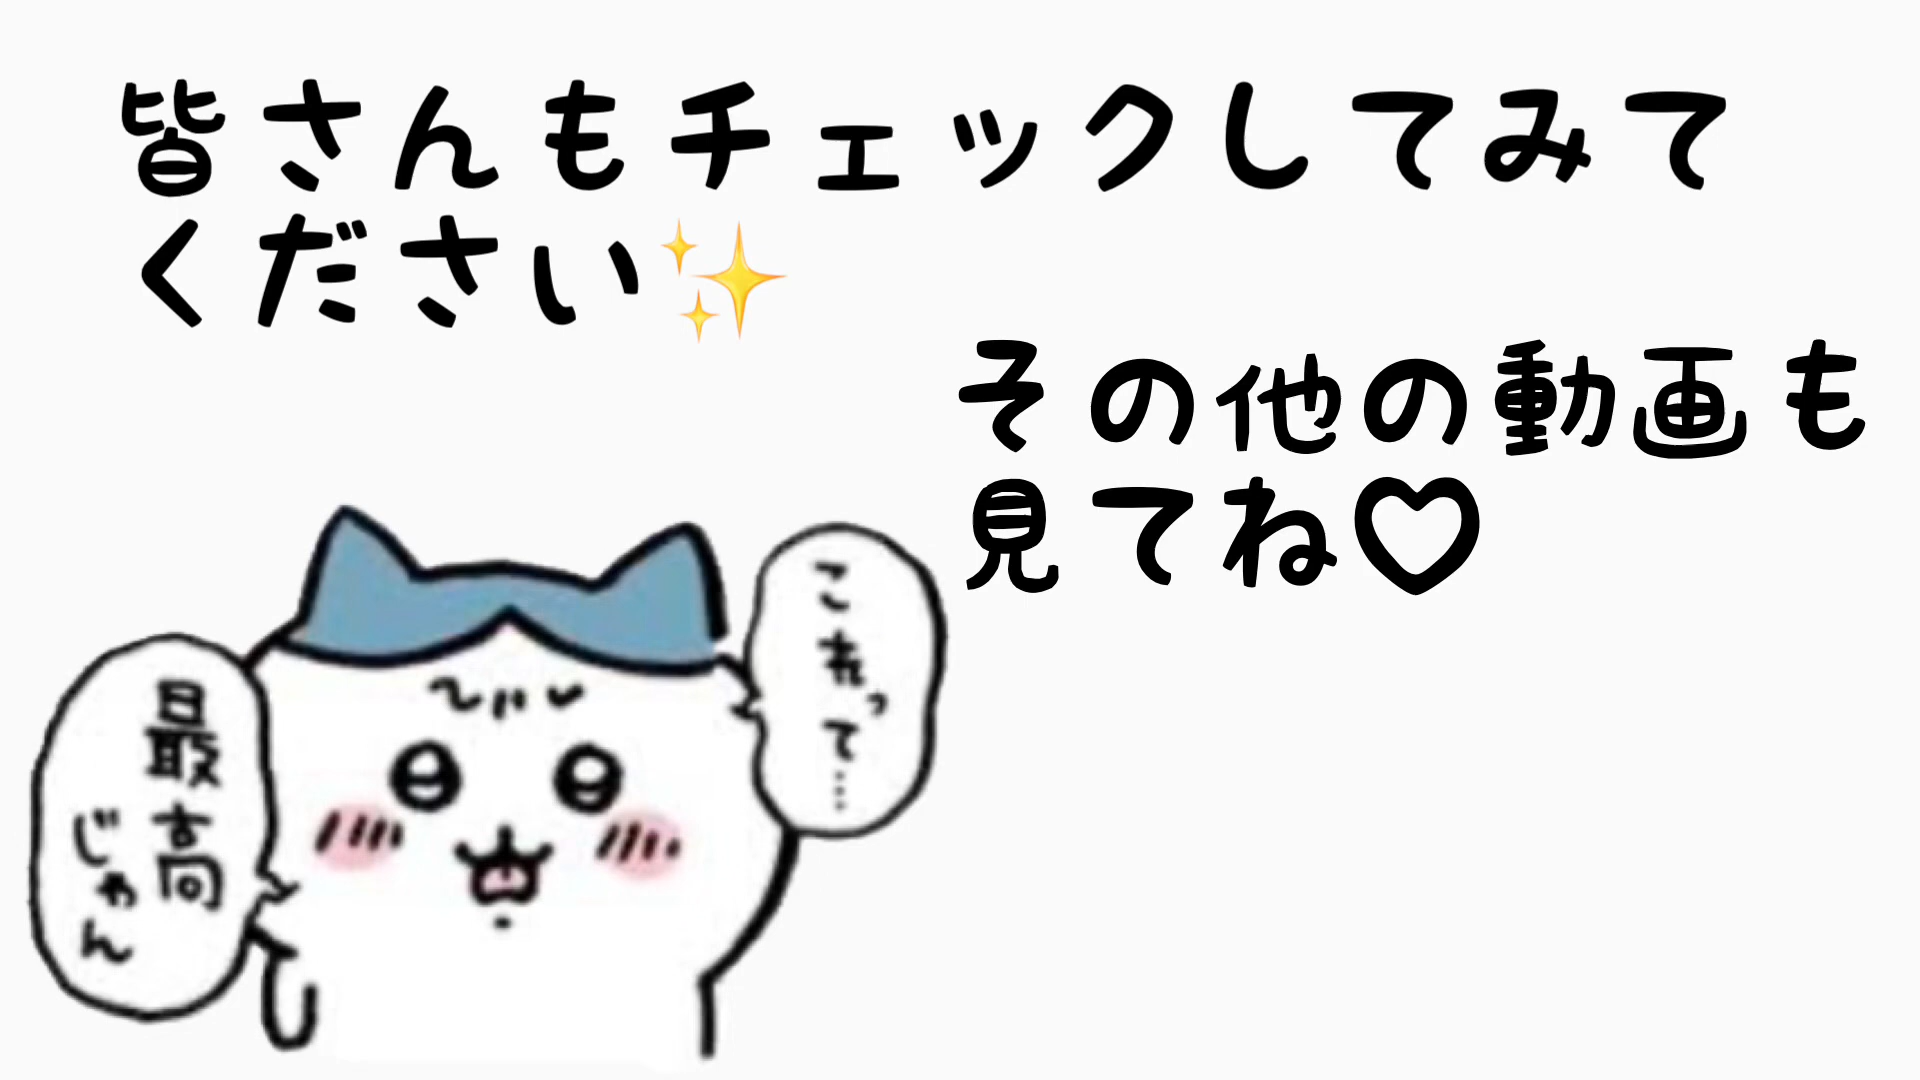 皆さんもチェックしてみて
ください✨
その他の動画も
見てね♡
これって…
最高
じゃん